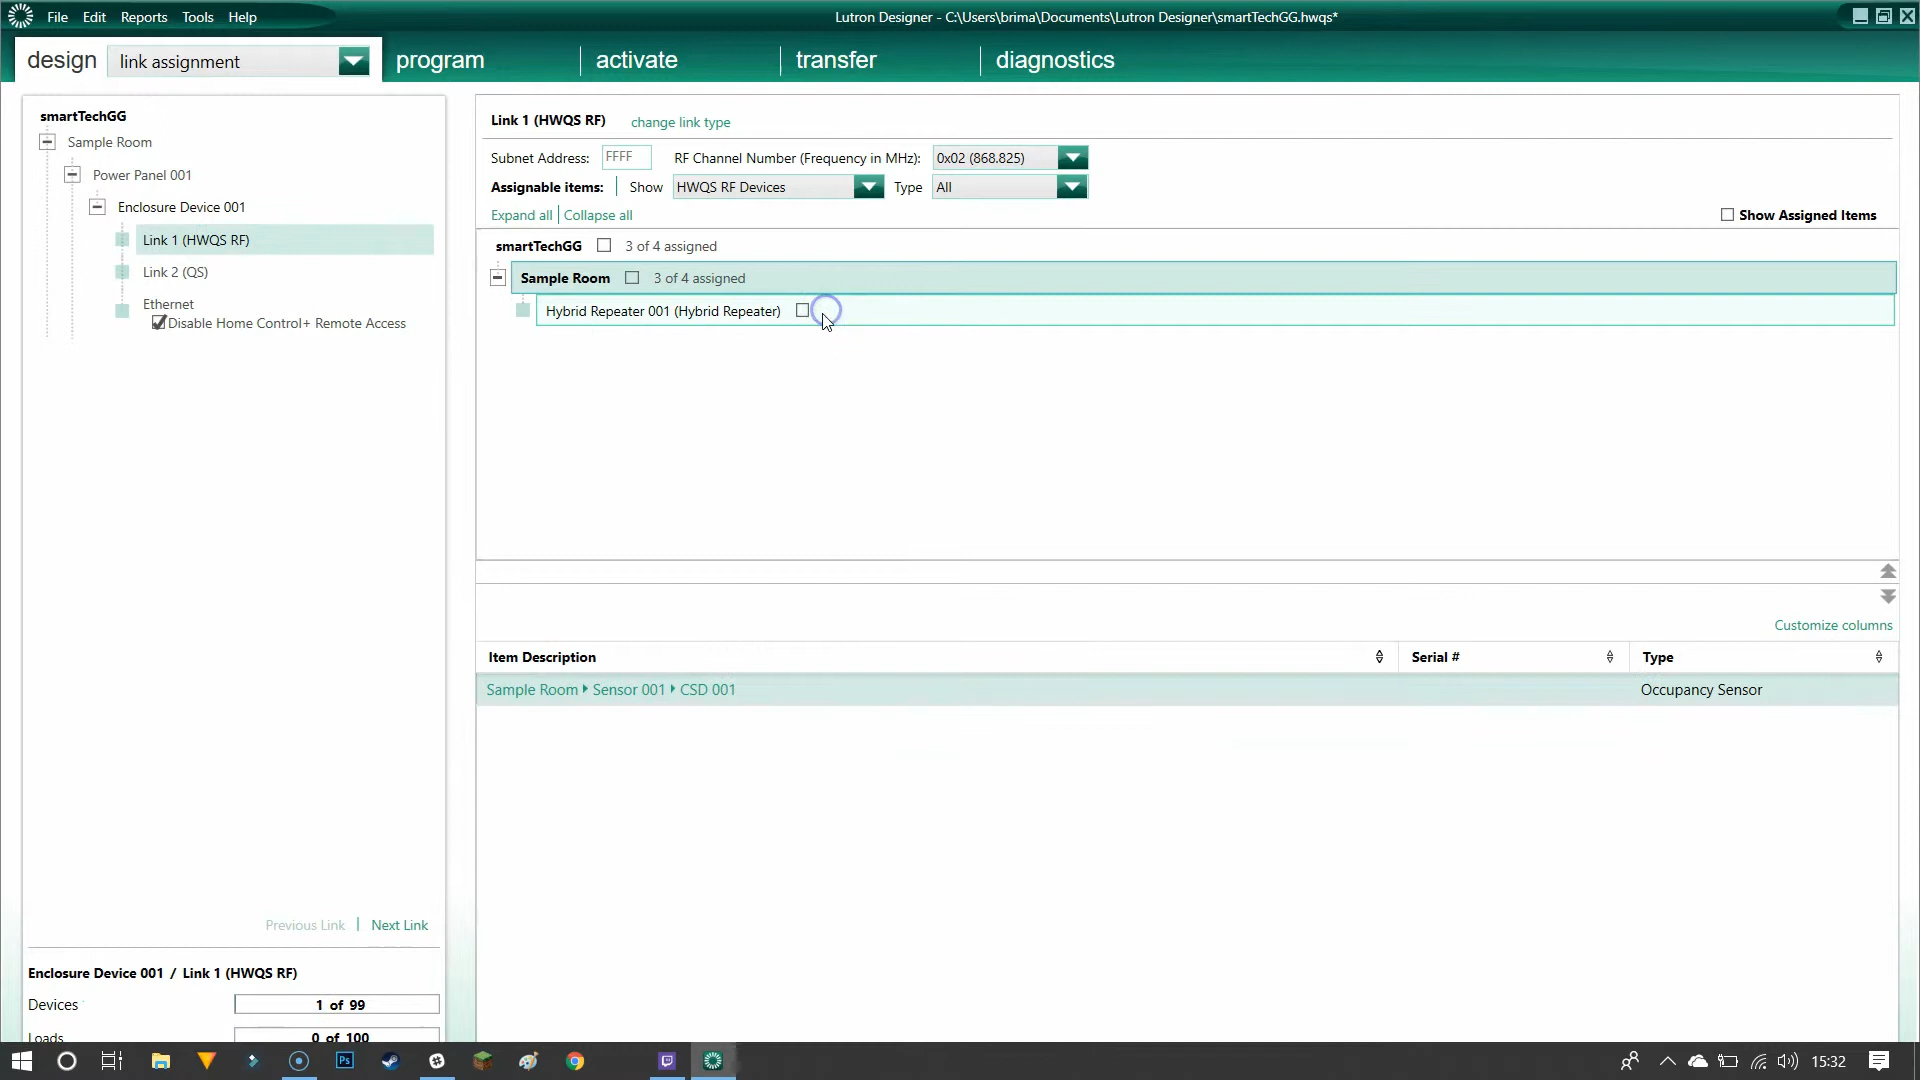 File Edit Reports Tools Help
Lutron Designer - C:\Users\brima\Documents\Lutron Designer\smartTechGG.hwqs*
design link assignment program activate transfer diagnostics
smartTechGG
Sample Room
Power Panel 001
Enclosure Device 001
Link 1 (HWQS RF)
Link 2 (QS)
Ethernet
Disable Home Control+ Remote Access
Previous Link | Next Link
Enclosure Device 001 / Link 1 (HWQS RF)
Devices 1 of 99
Loads 0 of 100
Link 1 (HWQS RF) change link type
Subnet Address: FFFF RF Channel Number (Frequency in MHz): 0x02 (868.825)
Assignable items: Show HWQS RF Devices Type All
Expand all Collapse all Show Assigned Items
smartTechGG 3 of 4 assigned
Sample Room 3 of 4 assigned
Hybrid Repeater 001 (Hybrid Repeater)
Customize columns
Item Description Serial # Type
Sample Room Sensor 001 CSD 001 Occupancy Sensor
Ps
15:32